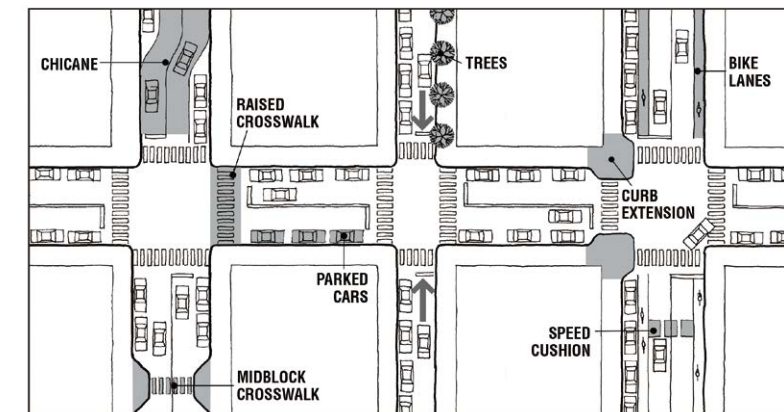 CHICANE
TREES
BIKE
LANES
RAISED
CROSSWALK
CURB
EXTENSION
PARKED
CARS
SPEED
CUSHION
MIDBLOCK
CROSSWALK